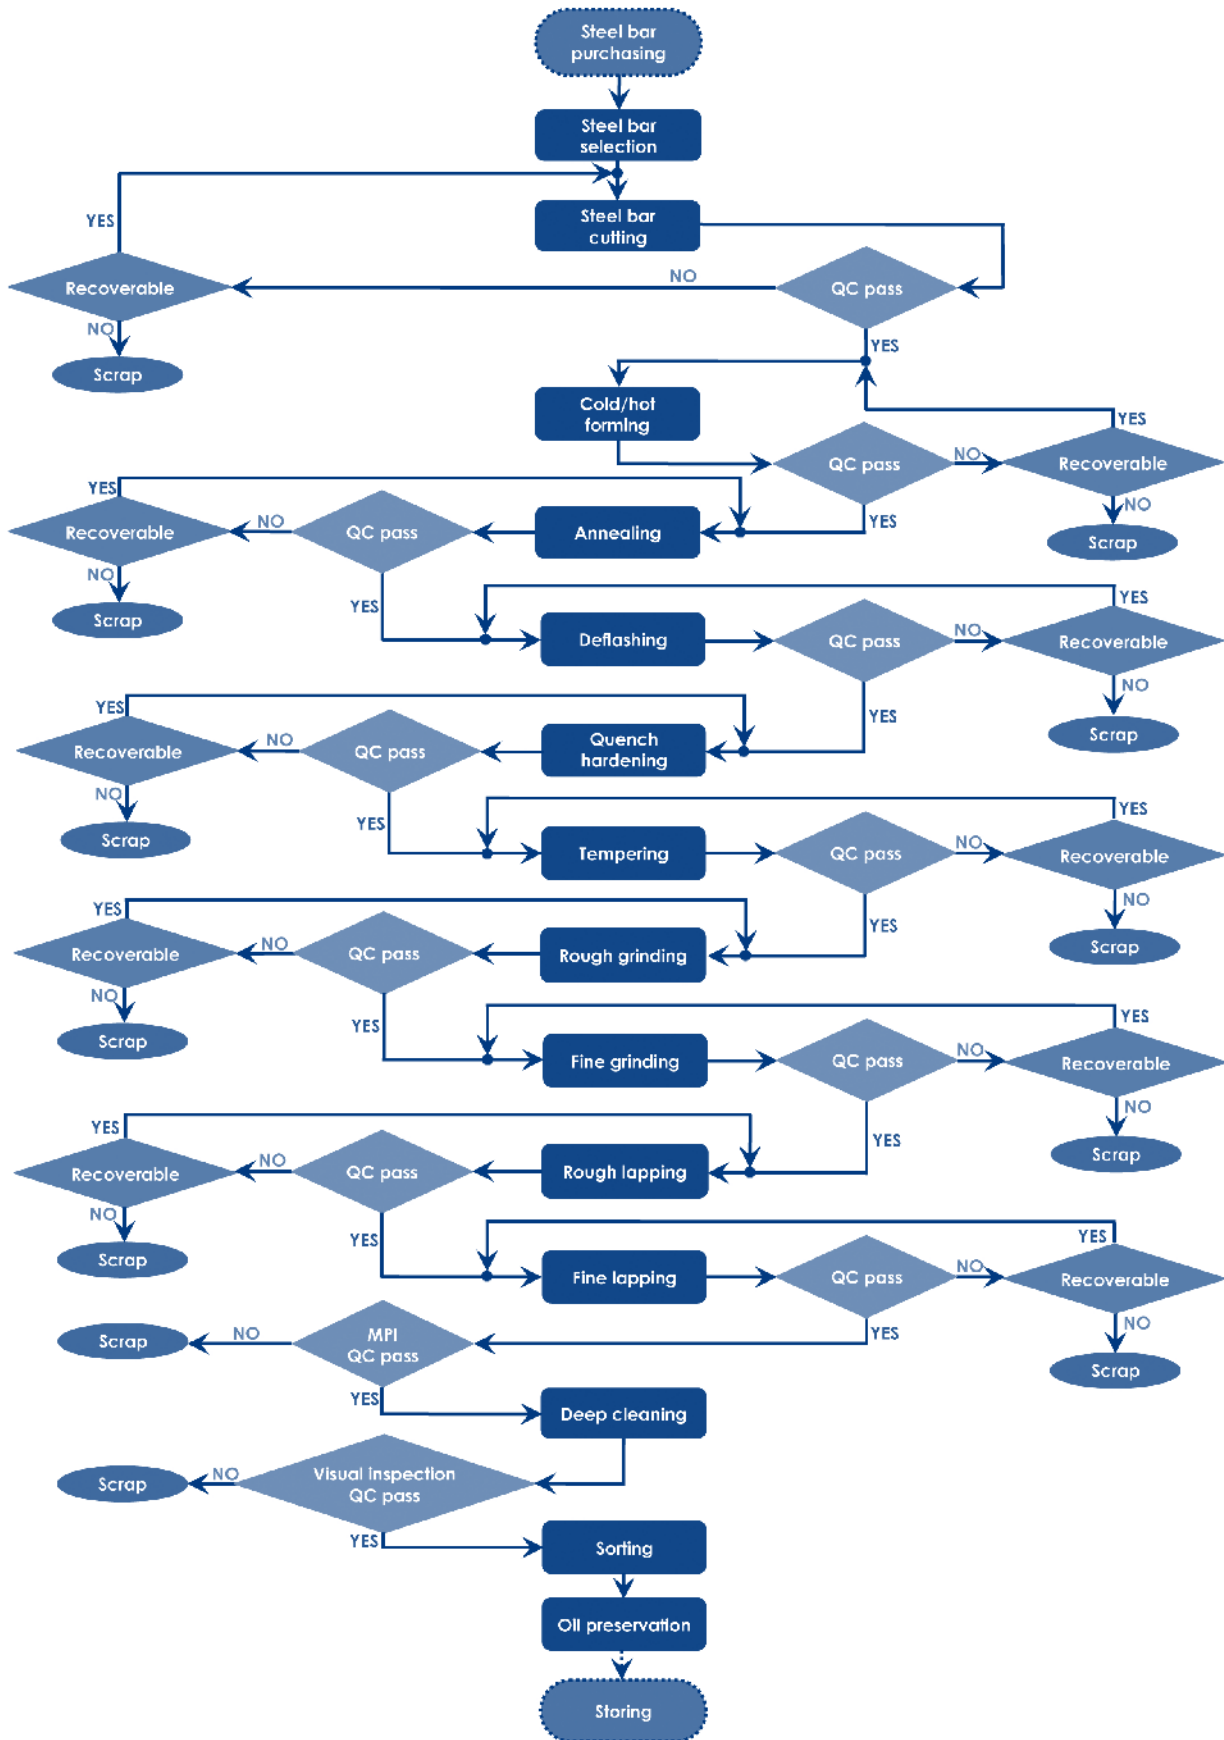 Steel bar
purchasing
Steel bar
selection
YES
Steel bar
cutting
Recoverable
NO
QC pass
NO
YES
Scrap
Cold/hot
forming
YES
QC pass
NO
Recoverable
YES
Recoverable
NO
QC pass
Annealing
YES
NO
Scrap
NO
Scrap
YES
YES
Deflashing
QC pass
NO
Recoverable
YES
NO
Scrap
YES
Recoverable
NO
QC pass
Quench
hardening
NO
Scrap
YES
YES
Tempering
QC pass
NO
Recoverable
YES
NO
Scrap
YES
Recoverable
NO
QC pass
Rough grinding
NO
Scrap
YES
YES
Fine grinding
QC pass
NO
Recoverable
YES
NO
Scrap
YES
Recoverable
NO
QC pass
Rough lapping
NO
Scrap
YES
YES
Fine lapping
QC pass
NO
Recoverable
YES
NO
Scrap
Scrap
NO
MPI
QC pass
YES
Deep cleaning
Scrap
NO
Visual inspection
QC pass
YES
Sorting
Oil preservation
Storing